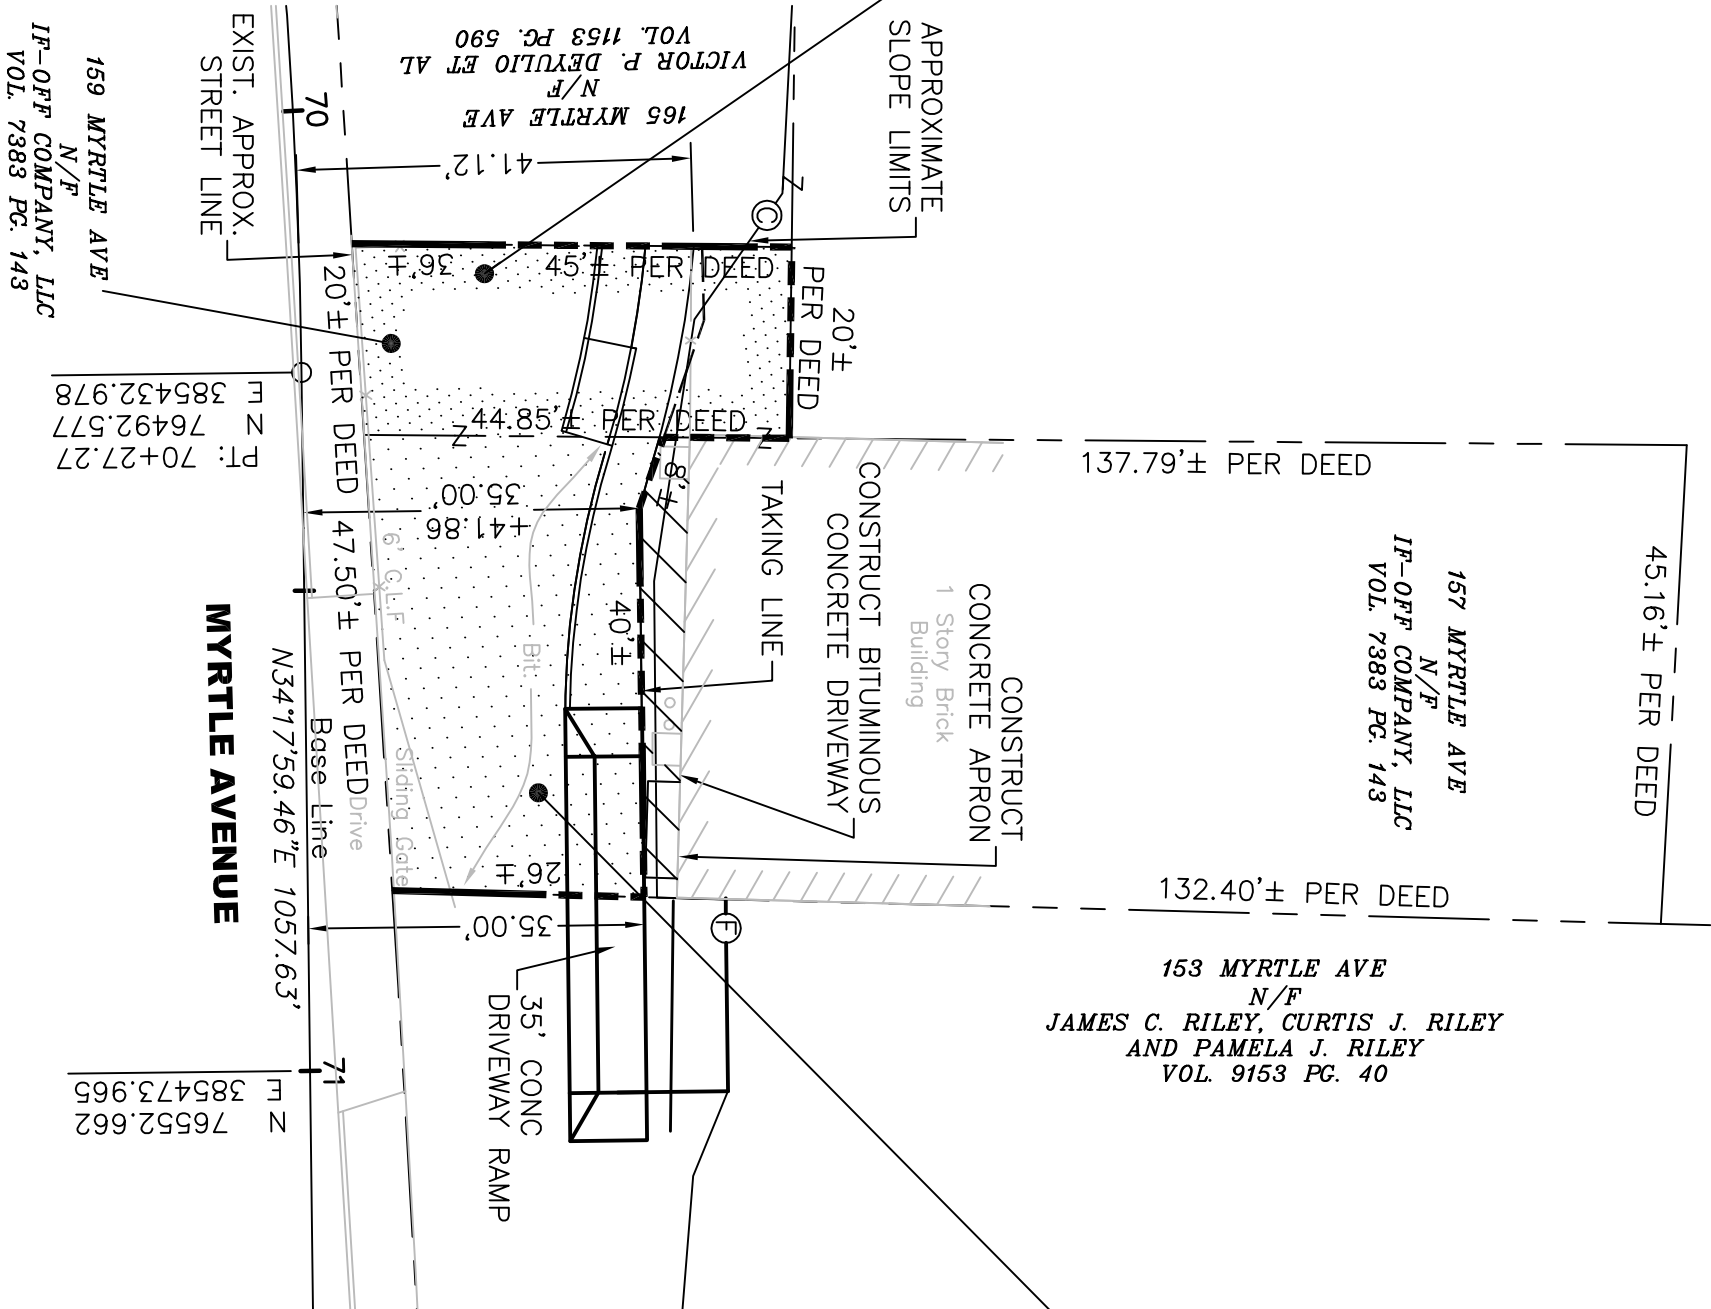 APPROXIMATE
SLOPE LIMITS
165 MYRTLE AVE
N/F
VICTOR P. DEYULIO ET AL
VOL. 1153 PG. 590
EXIST. APPROX.
STREET LINE
159 MYRTLE AVE
N/F
IF-OFF COMPANY, LLC
VOL. 7383 PG. 143
70
41.12'
C
36'±
45'± PER DEED
20'±
PER DEED
20'± PER DEED
44.85'± PER DEED
Z
Z
Z
PT: 70+27.27
N 76492.577
E 385432.978
137.79'± PER DEED
45.16'± PER DEED
132.40'± PER DEED
+41.86
35.00'
8'±
TAKING LINE
CONSTRUCT BITUMINOUS
CONCRETE DRIVEWAY
CONSTRUCT
CONCRETE APRON
1 Story Brick
Building
157 MYRTLE AVE
N/F
IF-OFF COMPANY, LLC
VOL. 7383 PG. 143
6' C.L.F
47.50'± PER DEED
40'±
Bit.
Drive
Sliding Gate
Base Line
N34°17'59.46"E 1057.63'
MYRTLE AVENUE
26'±
35.00'
F
35' CONC
DRIVEWAY RAMP
153 MYRTLE AVE
N/F
JAMES C. RILEY, CURTIS J. RILEY
AND PAMELA J. RILEY
VOL. 9153 PG. 40
71
N 76552.662
E 385473.965